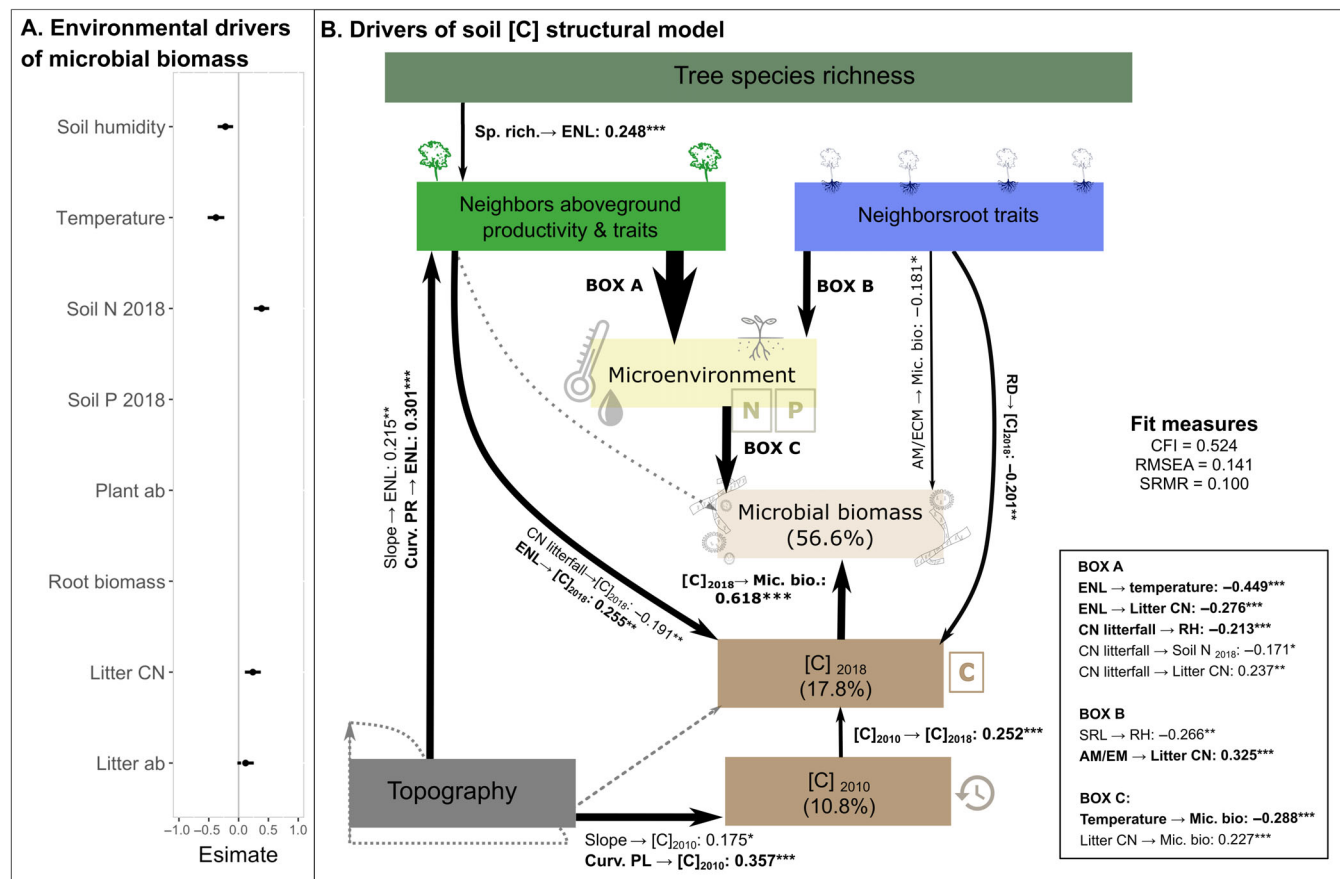 A. Environmental drivers
of microbial biomass
Soil humidity
Temperature
Soil N 2018
Soil P 2018
Plant ab
Root biomass
Litter CN
Litter ab
−1.0 −0.5 0.0 0.5 1.0
Esimate
B. Drivers of soil [C] structural model
Tree species richness
Sp. rich.→ ENL: 0.248***
Neighbors aboveground
productivity & traits
Neighborsroot traits
BOX A
BOX B
AM/ECM → Mic. bio: −0.181*
RD→ [C]2018: −0.201**
Microenvironment
N P
BOX C
Slope→ ENL: 0.215**
Curv. PR → ENL: 0.301***
CN litterfall→[C]2018: −0.191**
ENL→ [C]2018: 0.255**
Microbial biomass
(56.6%)
[C]2018→ Mic. bio.:
0.618***
[C] 2018
(17.8%)
C
[C]2010 → [C]2018: 0.252***
Topography
[C] 2010
(10.8%)
Slope → [C]2010: 0.175*
Curv. PL → [C]2010: 0.357***
Fit measures
CFI = 0.524
RMSEA = 0.141
SRMR = 0.100
BOX A
ENL → temperature: −0.449***
ENL → Litter CN: −0.276***
CN litterfall → RH: −0.213***
CN litterfall → Soil N 2018: −0.171*
CN litterfall → Litter CN: 0.237**
BOX B
SRL → RH: −0.266**
AM/EM → Litter CN: 0.325***
BOX C:
Temperature → Mic. bio: −0.288***
Litter CN → Mic. bio: 0.227***